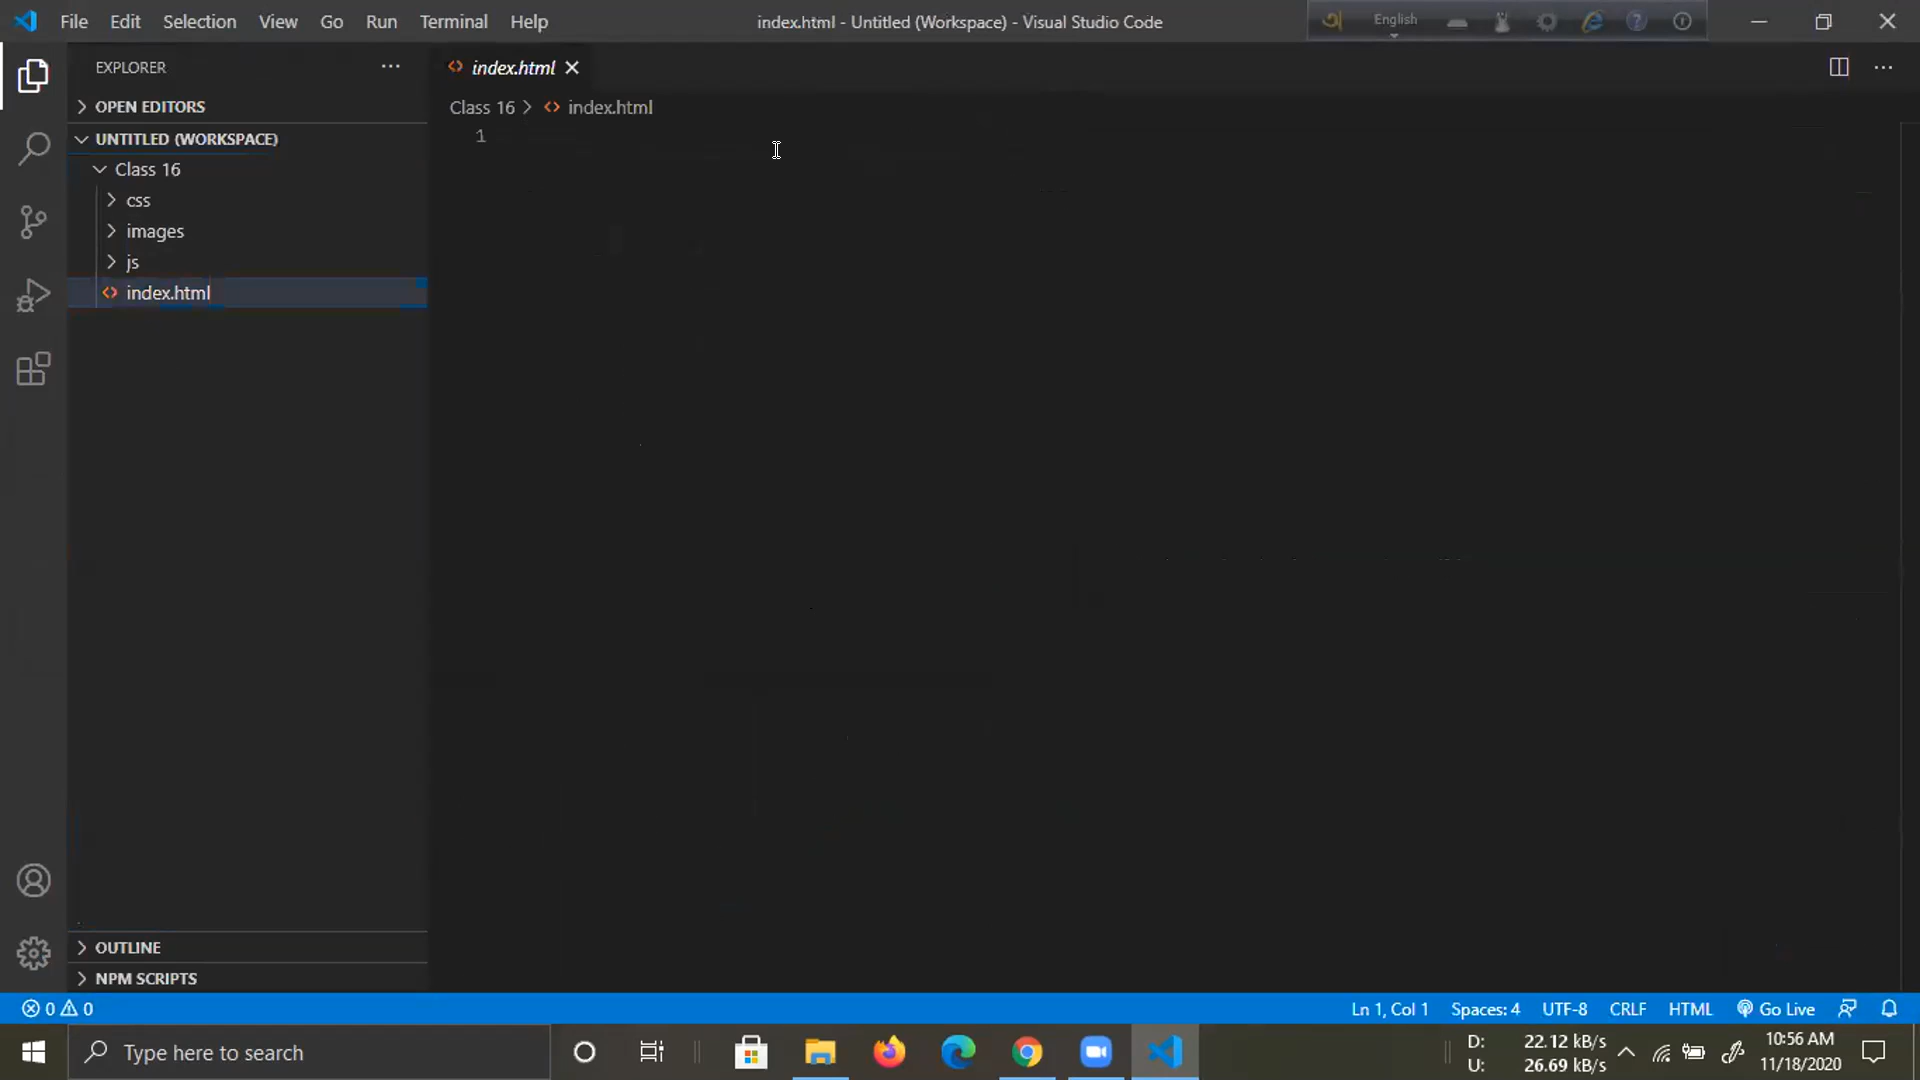 File Edit Selection View Go Run Terminal Help
index.html - Untitled (Workspace) - Visual Studio Code
English
EXPLORER
index.html
OPEN EDITORS
Class 16 > index.html
UNTITLED (WORKSPACE)
1
Class 16
css
images
js
index.html
OUTLINE
NPM SCRIPTS
0 0
Ln 1, Col 1 Spaces: 4 UTF-8 CRLF HTML Go Live
Type here to search
D: 22.12 kB/s
U: 26.69 kB/s
10:56 AM
11/18/2020